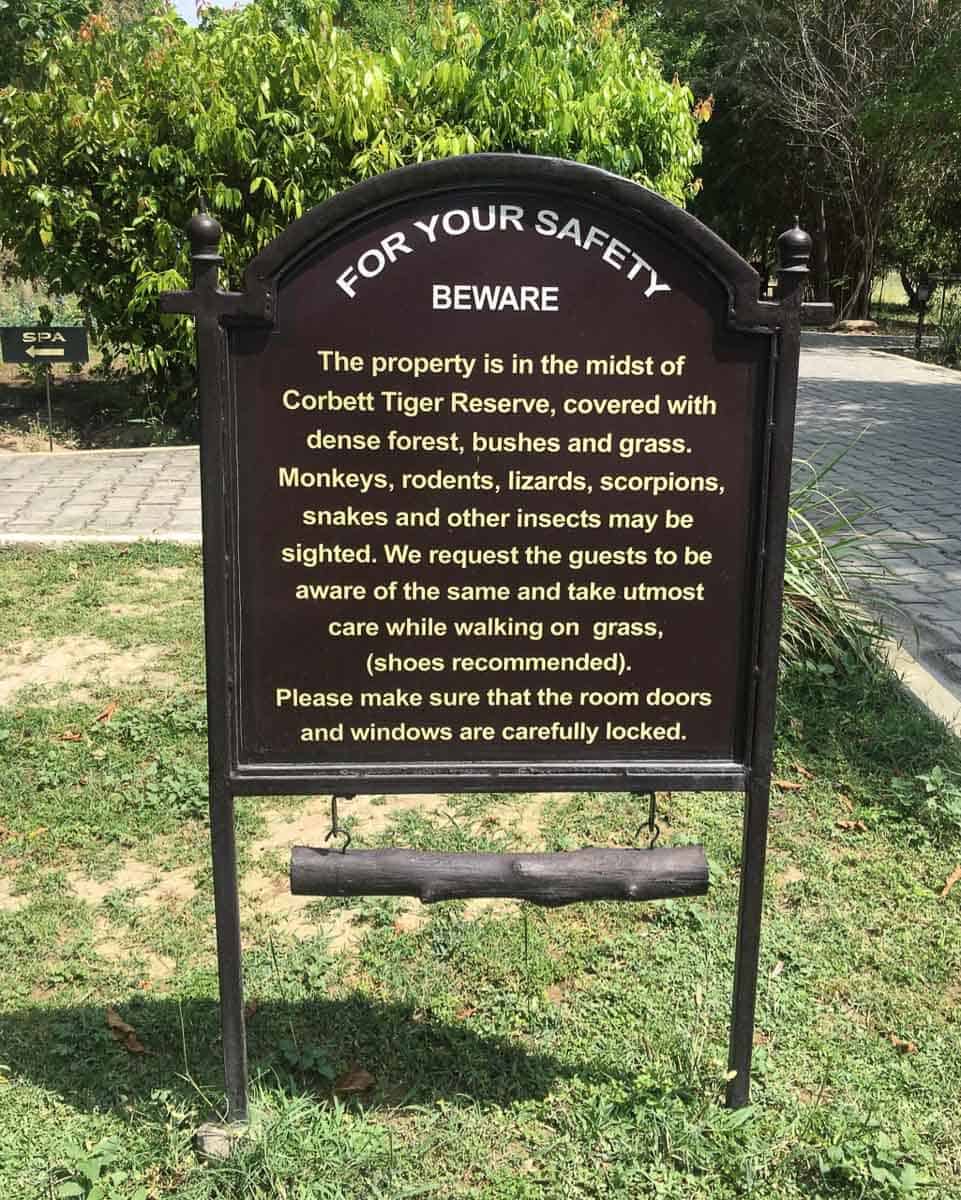 FOR YOUR SAFETY
BEWARE
SPA
The property is in the midst of
Corbett Tiger Reserve, covered with
dense forest, bushes and grass.
Monkeys, rodents, lizards, scorpions,
snakes and other insects may be
sighted. We request the guests to be
aware of the same and take utmost
care while walking on grass,
(shoes recommended).
Please make sure that the room doors
and windows are carefully locked.